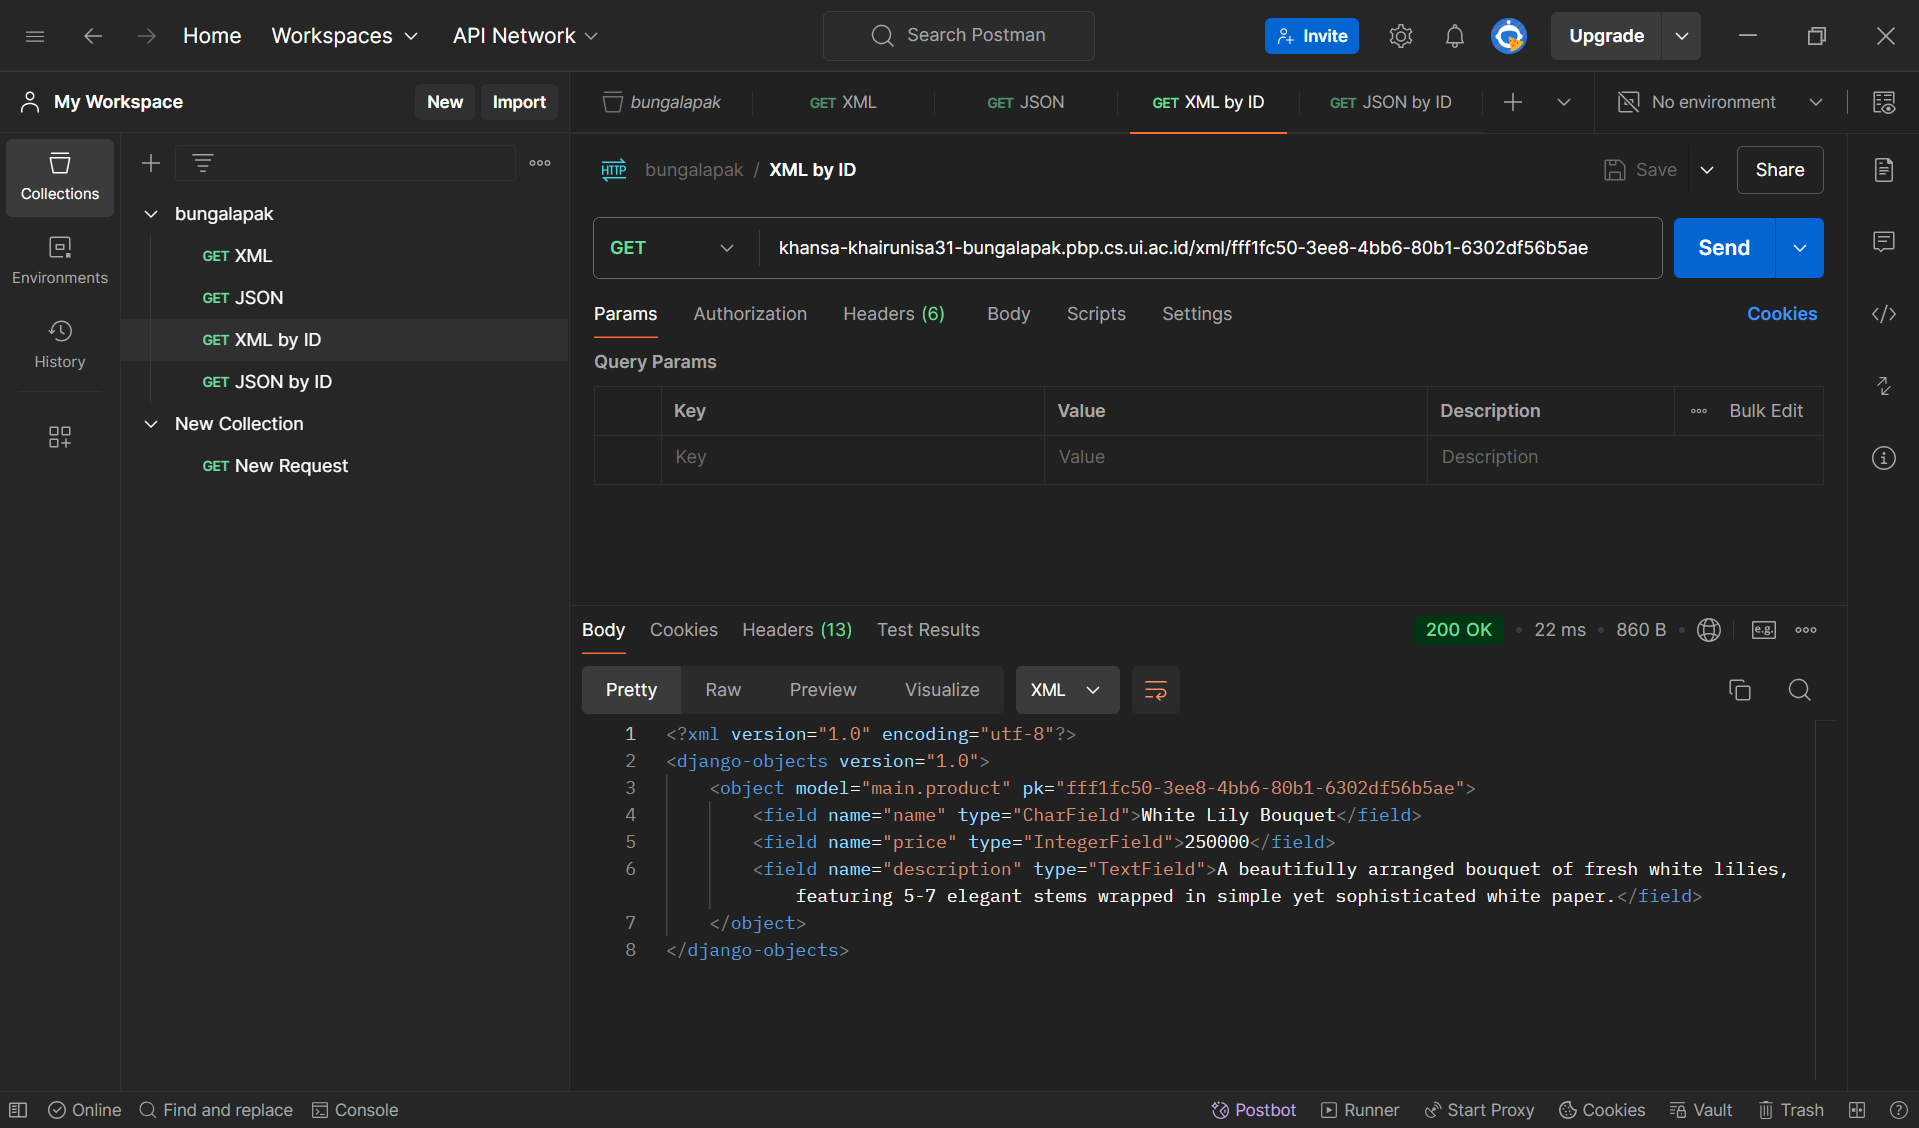 Home Workspaces API Network Search Postman Invite Upgrade
My Workspace New Import bungalapak GET XML GET JSON GET XML by ID GET JSON by ID No environment
Collections
Environments
History
bungalapak
GET XML
GET JSON
GET XML by ID
GET JSON by ID
New Collection
GET New Request
HTTP bungalapak / XML by ID Save Share
GET khansa-khairunisa31-bungalapak.pbp.cs.ui.ac.id/xml/fff1fc50-3ee8-4bb6-80b1-6302df56b5ae Send
Params Authorization Headers (6) Body Scripts Settings Cookies
Query Params
Key Value Description Bulk Edit
Key Value Description
Body Cookies Headers (13) Test Results 200 OK • 22 ms • 860 B • e.g.
Pretty Raw Preview Visualize XML
1 <?xml version="1.0" encoding="utf-8"?>
2 <django-objects version="1.0">
3 <object model="main.product" pk="fff1fc50-3ee8-4bb6-80b1-6302df56b5ae">
4 <field name="name" type="CharField">White Lily Bouquet</field>
5 <field name="price" type="IntegerField">250000</field>
6 <field name="description" type="TextField">A beautifully arranged bouquet of fresh white lilies,
featuring 5-7 elegant stems wrapped in simple yet sophisticated white paper.</field>
7 </object>
8 </django-objects>
Online Find and replace Console Postbot Runner Start Proxy Cookies Vault Trash